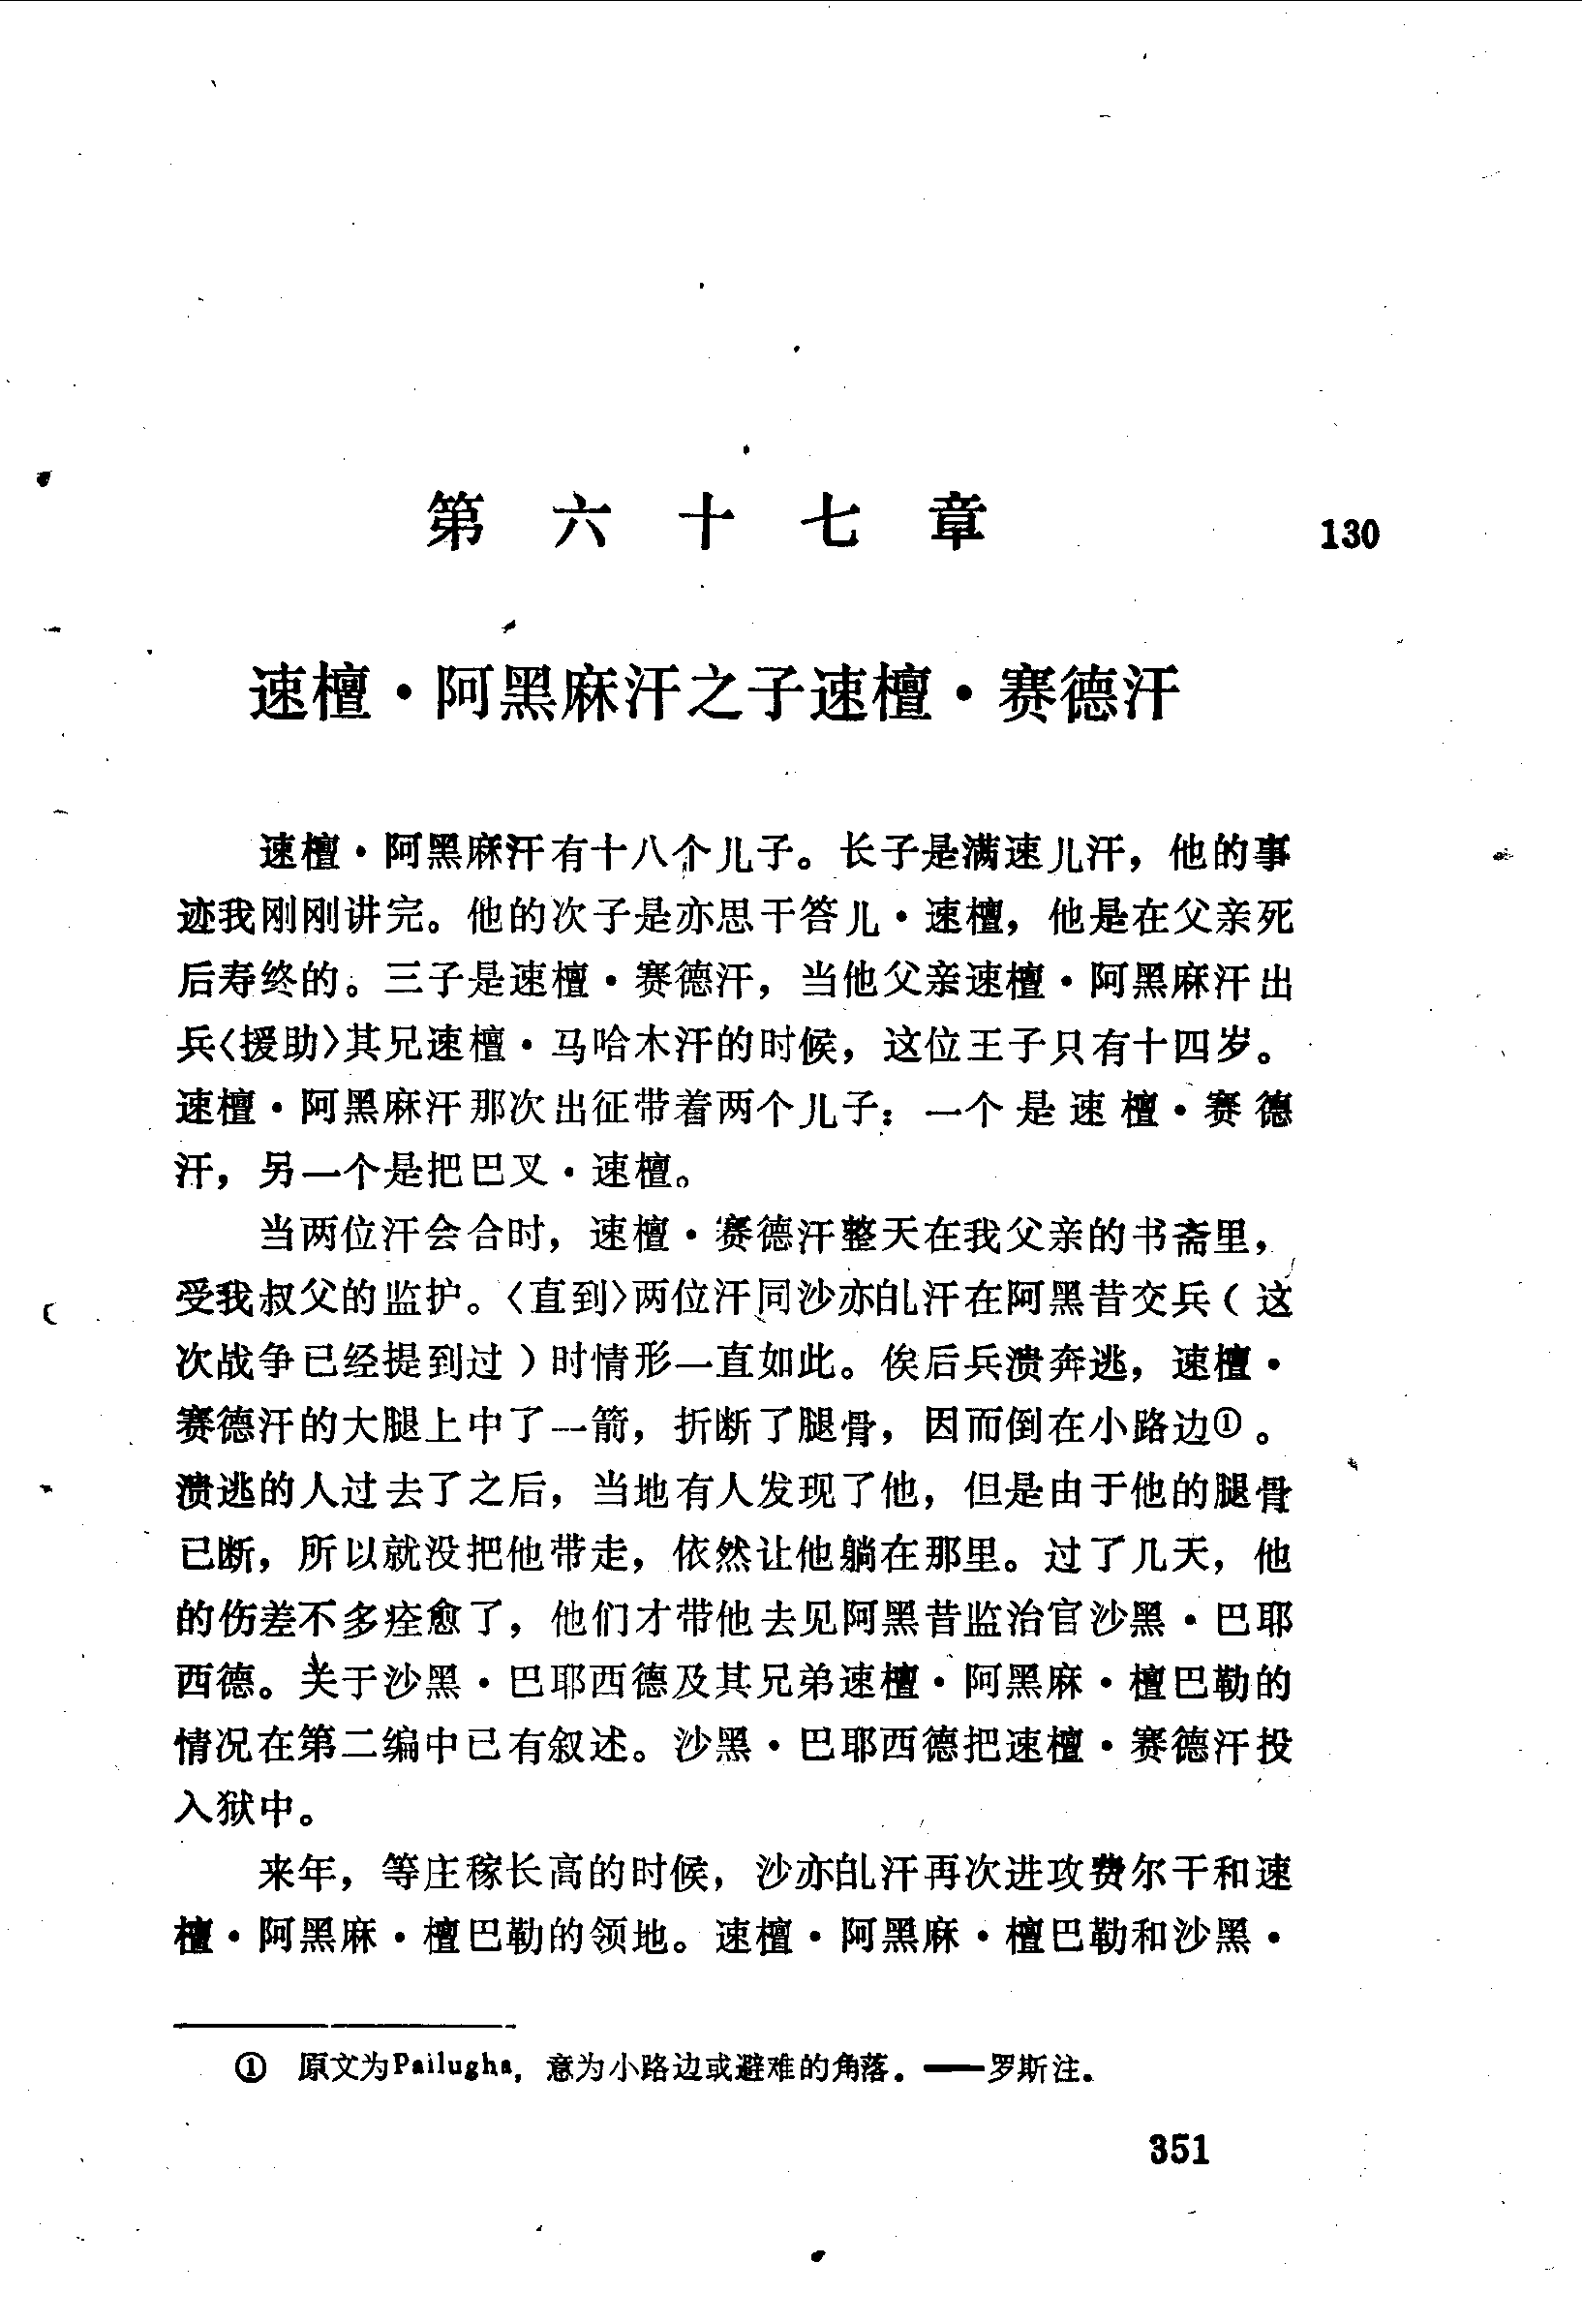 第六十七章
130
速檀·阿黑麻汗之子速檀·赛德汗
速檀·阿黑麻汗有十八个儿子。长子是满速儿汗，他的事
迹我刚刚讲完。他的次子是亦思干答儿·速檀，他是在父亲死
后寿终的。三子是速檀·赛德汗，当他父亲速檀·阿黑麻汗出
兵〈援助〉其兄速檀·马哈木汗的时候，这位王子只有十四岁。
速檀·阿黑麻汗那次出征带着两个儿子：一个是速檀·赛德
汗，另一个是把巴叉·速檀。
当两位汗会合时，速檀·赛德汗整天在我父亲的书斋里，
受我叔父的监护。〈直到〉两位汗同沙亦癿汗在阿黑昔交兵（这
次战争已经提到过）时情形一直如此。俟后兵溃奔逃，速檀·
赛德汗的大腿上中了一箭，折断了腿骨，因而倒在小路边①。
溃逃的人过去了之后，当地有人发现了他，但是由于他的腿骨
已断，所以就没把他带走，依然让他躺在那里。过了几天，他
的伤差不多痊愈了，他们才带他去见阿黑昔监治官沙黑·巴耶
西德。关于沙黑·巴耶西德及其兄弟速檀·阿黑麻·檀巴勒的
情况在第二编中已有叙述。沙黑·巴耶西德把速檀·赛德汗投
入狱中。
来年，等庄稼长高的时候，沙亦癿汗再次进攻费尔干和速
檀·阿黑麻·檀巴勒的领地。速檀·阿黑麻·檀巴勒和沙黑·
① 原文为Pailugha，意为小路边或避难的角落。——罗斯注。
351